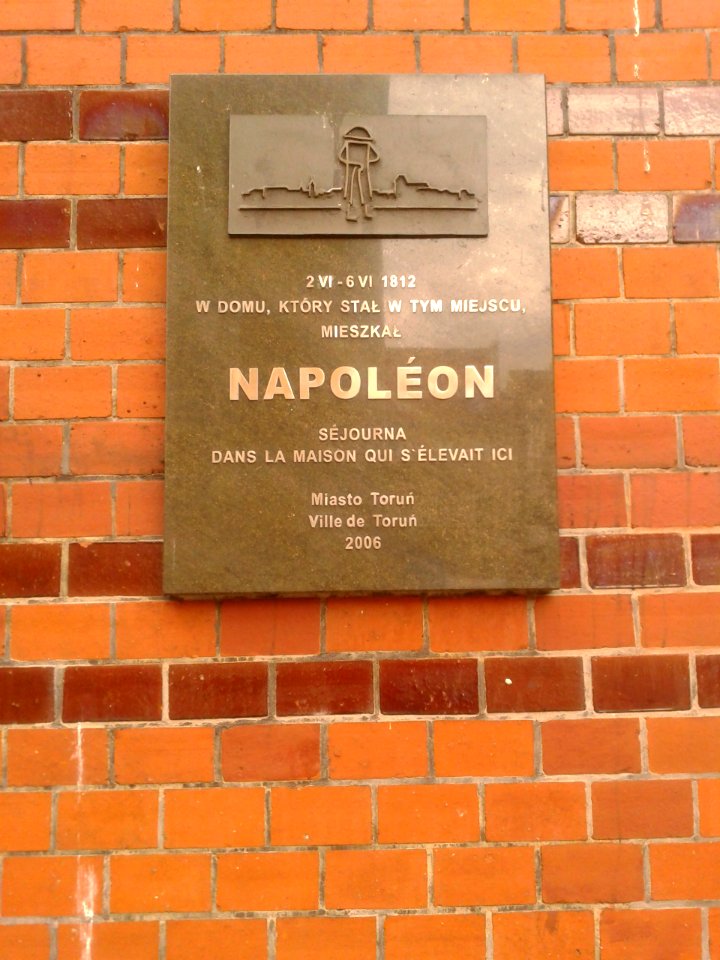 2 VI - 6 VI 1812
W DOMU, KTÓRY STAŁ W TYM MIEJSCU,
MIESZKAŁ
NAPOLÉON
SÉJOURNA
DANS LA MAISON QUI S`ÉLEVAIT ICI
Miasto Toruń
Ville de Toruń
2006